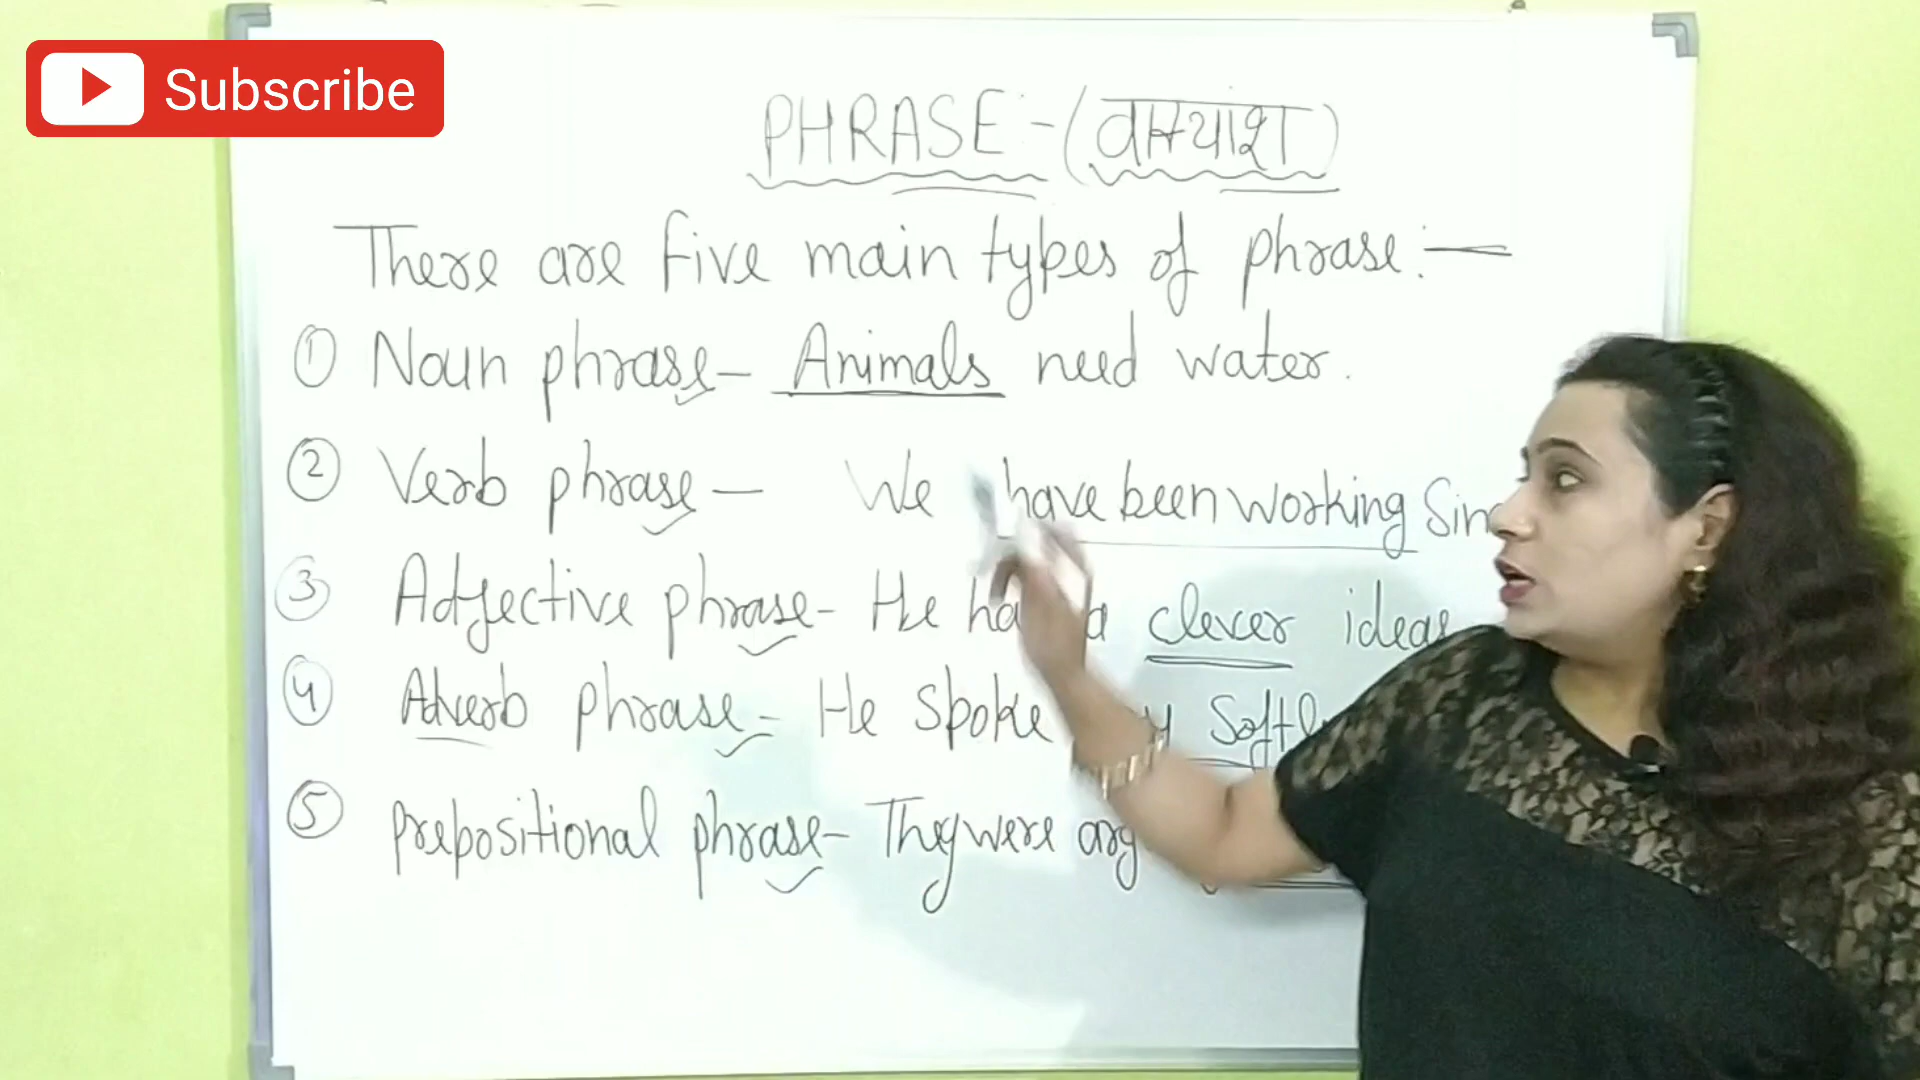 Subscribe
PHRASE:-(वाक्यांश)
There are five main types of phrase:-
① Noun phrase- Animals need water.
② Verb phrase- We have been working
③ Adjective phrase- He clever ideas
④ Adverb phrase- He spoke
⑤ prepositional phrase- They were